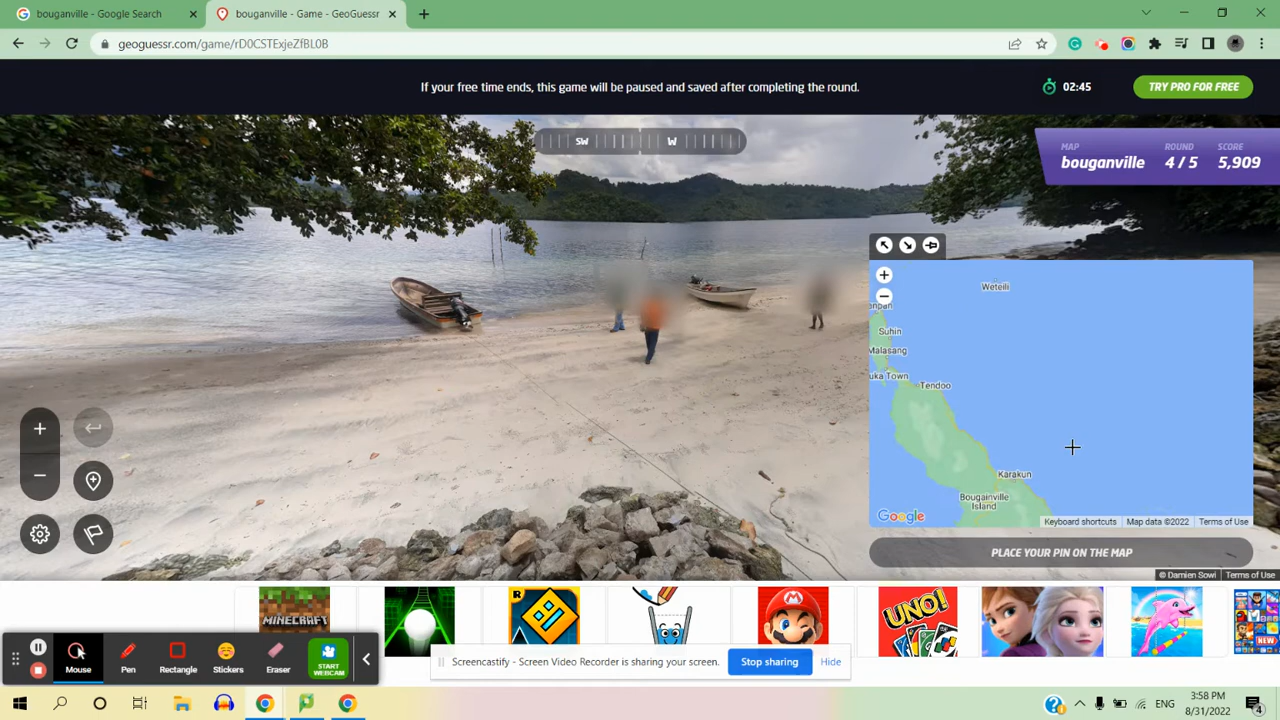 bouganville - Google Search
bouganville - Game - GeoGuessr
geoguessr.com/game/rD0CSTExjeZfBL0B
If your free time ends, this game will be paused and saved after completing the round.
02:45
TRY PRO FOR FREE
SW
W
MAP
ROUND
SCORE
bouganville
4 / 5
5,909
Weteili
Suhin
Malasang
uka Town
Tendoo
Karakun
Bougainville
Island
Google
Keyboard shortcuts
Map data ©2022
Terms of Use
PLACE YOUR PIN ON THE MAP
© Damien Sowi
Terms of Use
MINECRAFT
UNO!
NEW
Mouse
Pen
Rectangle
Stickers
Eraser
START
WEBCAM
Screencastify - Screen Video Recorder is sharing your screen.
Stop sharing
Hide
ENG
3:58 PM
8/31/2022
4